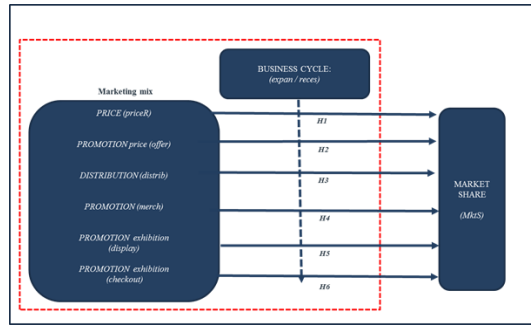 BUSINESS CYCLE:
(expan / reces)
Marketing mix
PRICE (priceR)
H1
PROMOTION price (offer)
H2
DISTRIBUTION (distrib)
H3
PROMOTION (merch)
H4
PROMOTION exhibition
(display)
H5
PROMOTION exhibition
(checkout)
H6
MARKET
SHARE
(MktS)